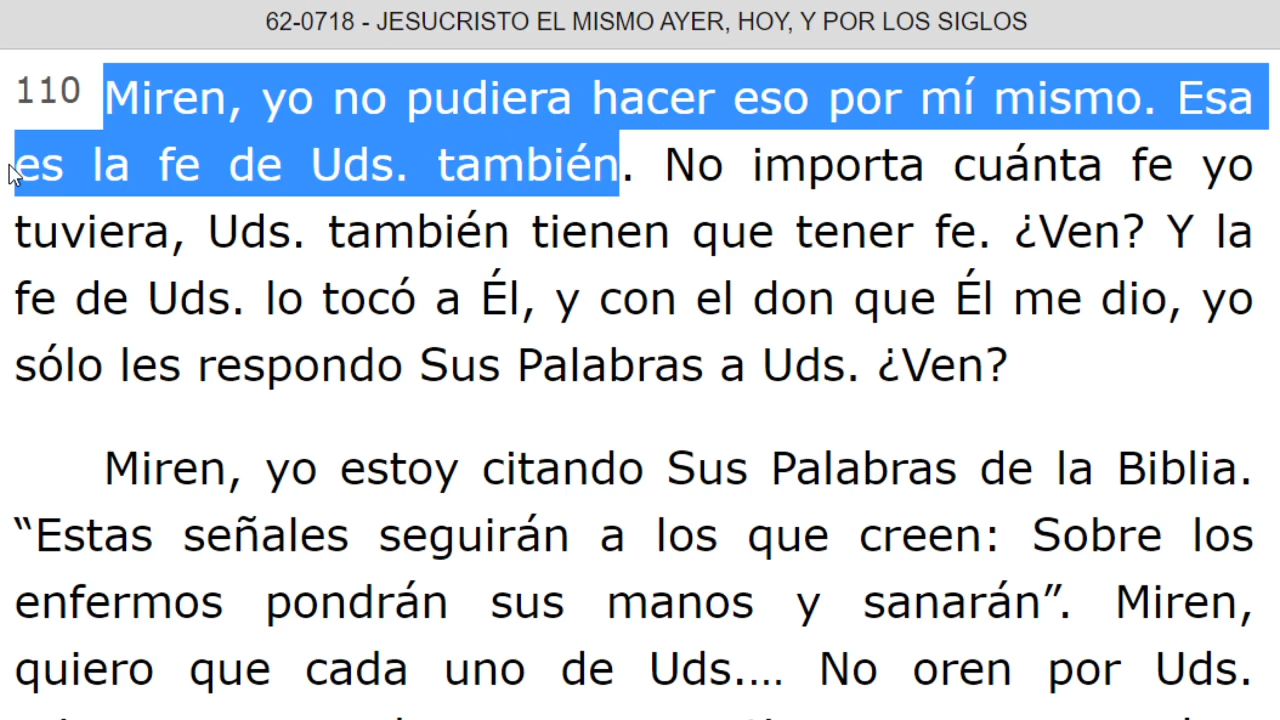 62-0718 - JESUCRISTO EL MISMO AYER, HOY, Y POR LOS SIGLOS
110 Miren, yo no pudiera hacer eso por mí mismo. Esa
es la fe de Uds. también. No importa cuánta fe yo
tuviera, Uds. también tienen que tener fe. ¿Ven? Y la
fe de Uds. lo tocó a Él, y con el don que Él me dio, yo
sólo les respondo Sus Palabras a Uds. ¿Ven?
Miren, yo estoy citando Sus Palabras de la Biblia.
“Estas señales seguirán a los que creen: Sobre los
enfermos pondrán sus manos y sanarán”. Miren,
quiero que cada uno de Uds.… No oren por Uds.